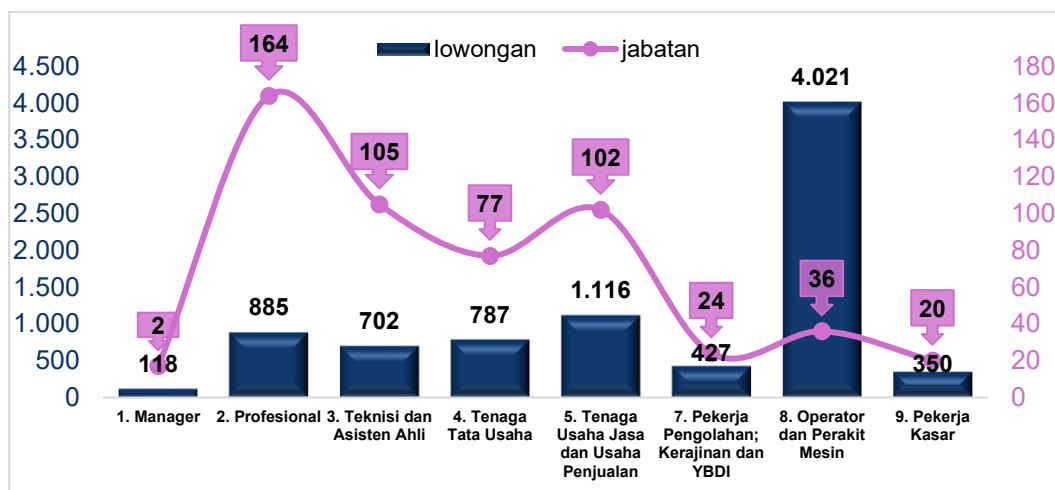 lowongan jabatan
4.500
4.000
3.500
3.000
2.500
2.000
1.500
1.000
500
0
180
160
140
120
100
80
60
40
20
0
164
105
77
102
2
24
36
20
118
885
702
787
1.116
427
4.021
350
1. Manager
2. Profesional
3. Teknisi dan
Asisten Ahli
4. Tenaga
Tata Usaha
5. Tenaga
Usaha Jasa
dan Usaha
Penjualan
7. Pekerja
Pengolahan;
Kerajinan dan
YBDI
8. Operator
dan Perakit
Mesin
9. Pekerja
Kasar